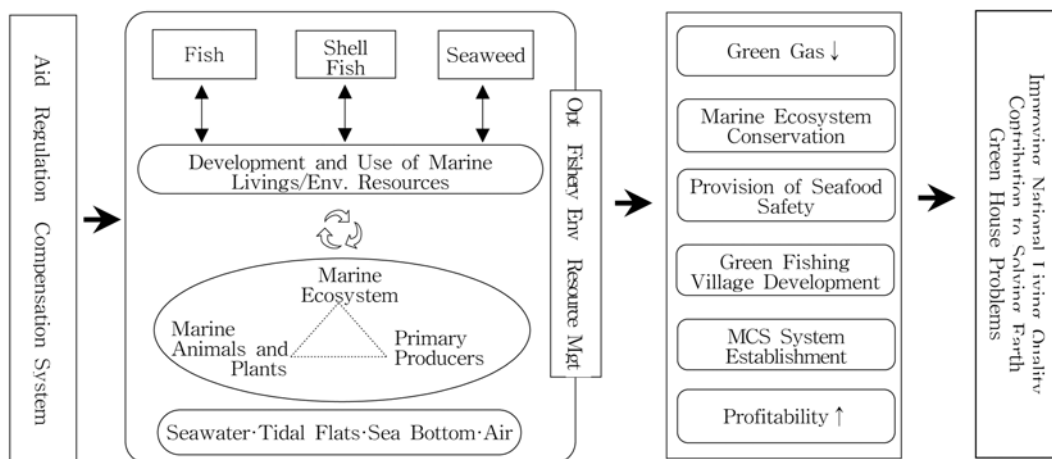 Aid Regulation Compensation System
Fish
Shell
Fish
Seaweed
Development and Use of Marine
Livings/Env. Resources
Marine
Ecosystem
Marine
Animals and
Plants
Primary
Producers
Seawater·Tidal Flats·Sea Bottom·Air
Opt Fishery Env Resource Mgt
Green Gas↓
Marine Ecosystem
Conservation
Provision of Seafood
Safety
Green Fishing
Village Development
MCS System
Establishment
Profitability↑
Improving National Living Quality
Contribution to Solving Earth
Green House Problems